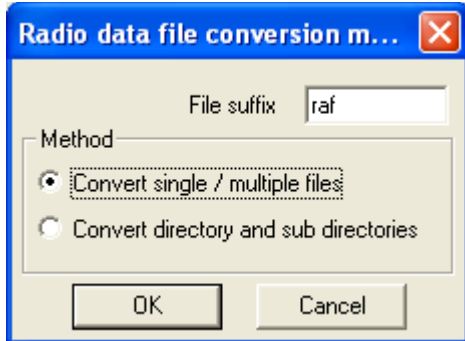 Radio data file conversion m...
File suffix raf
Method
Convert single / multiple files
Convert directory and sub directories
OK Cancel